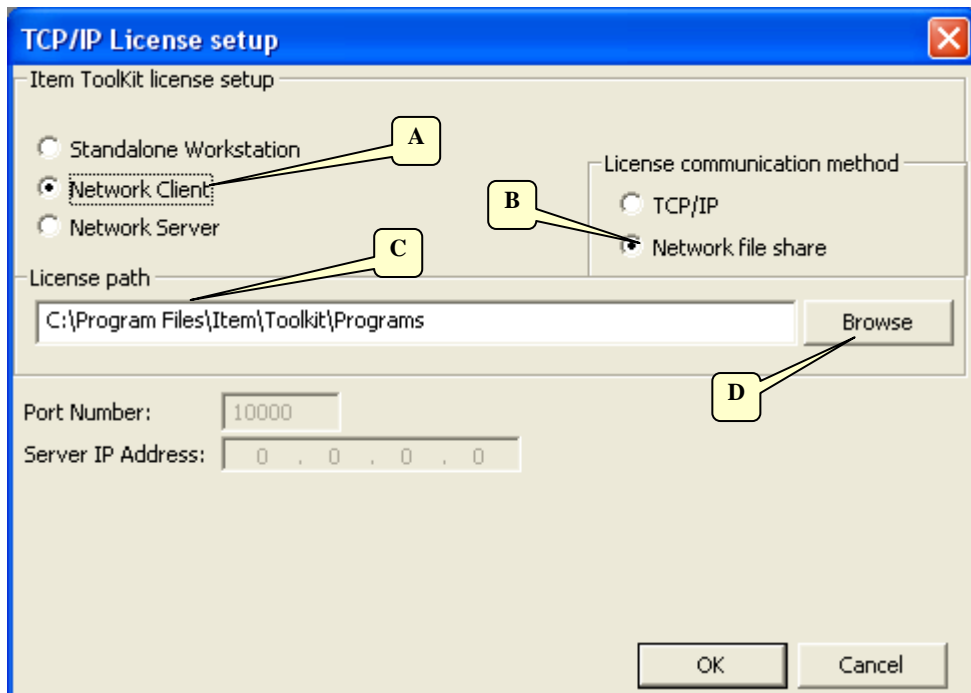 TCP/IP License setup
Item ToolKit license setup
Standalone Workstation
A
Network Client
Network Server
License communication method
TCP/IP
B
Network file share
C
License path
C:\Program Files\Item\Toolkit\Programs
Browse
D
Port Number:
10000
Server IP Address:
0 . 0 . 0 . 0
OK
Cancel